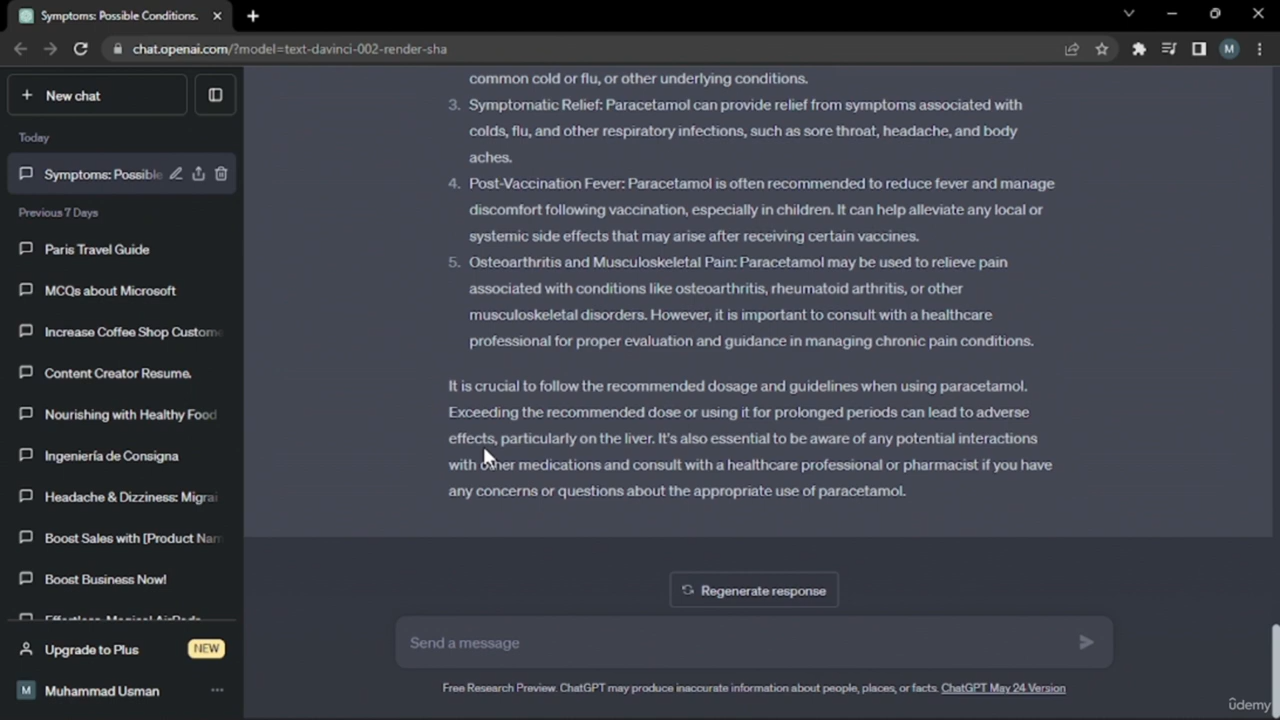 Symptoms: Possible Conditions.
chat.openai.com/?model=text-davinci-002-render-sha
M
+ New chat
Today
Symptoms: Possible
Previous 7 Days
Paris Travel Guide
MCQs about Microsoft
Increase Coffee Shop Custome
Content Creator Resume.
Nourishing with Healthy Food
Ingeniería de Consigna
Headache & Dizziness: Migrai
Boost Sales with [Product Nam
Boost Business Now!
Effortless, Magical AirPods
Upgrade to Plus NEW
M Muhammad Usman
common cold or flu, or other underlying conditions.
3. Symptomatic Relief: Paracetamol can provide relief from symptoms associated with
colds, flu, and other respiratory infections, such as sore throat, headache, and body
aches.
4. Post-Vaccination Fever: Paracetamol is often recommended to reduce fever and manage
discomfort following vaccination, especially in children. It can help alleviate any local or
systemic side effects that may arise after receiving certain vaccines.
5. Osteoarthritis and Musculoskeletal Pain: Paracetamol may be used to relieve pain
associated with conditions like osteoarthritis, rheumatoid arthritis, or other
musculoskeletal disorders. However, it is important to consult with a healthcare
professional for proper evaluation and guidance in managing chronic pain conditions.
It is crucial to follow the recommended dosage and guidelines when using paracetamol.
Exceeding the recommended dose or using it for prolonged periods can lead to adverse
effects, particularly on the liver. It's also essential to be aware of any potential interactions
with other medications and consult with a healthcare professional or pharmacist if you have
any concerns or questions about the appropriate use of paracetamol.
Regenerate response
Send a message
Free Research Preview. ChatGPT may produce inaccurate information about people, places, or facts. ChatGPT May 24 Version
ûdemy